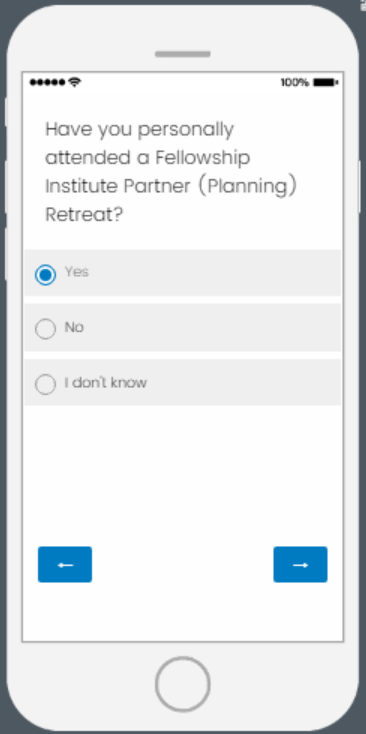 100%
Have you personally
attended a Fellowship
Institute Partner (Planning)
Retreat?
Yes
No
I don't know
← →